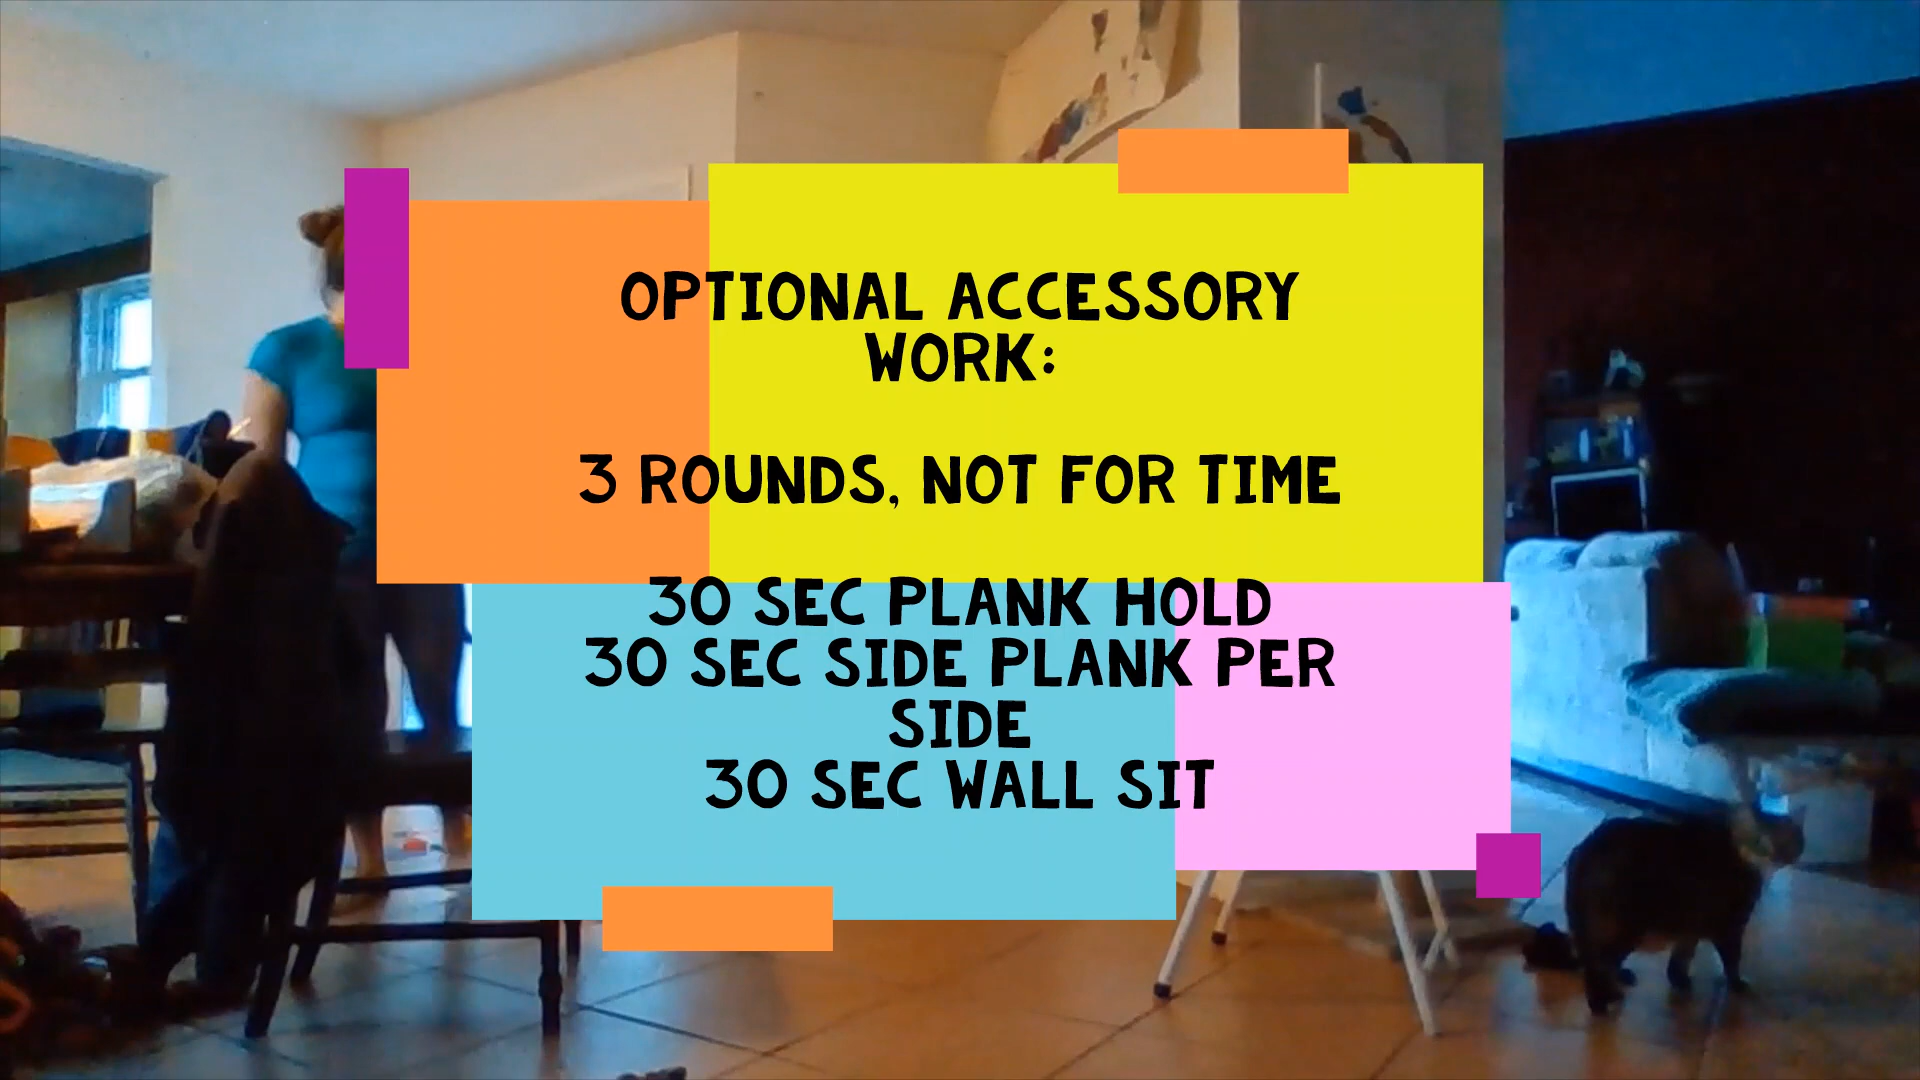 OPTIONAL ACCESSORY
WORK:
3 ROUNDS, NOT FOR TIME
30 SEC PLANK HOLD
30 SEC SIDE PLANK PER
SIDE
30 SEC WALL SIT